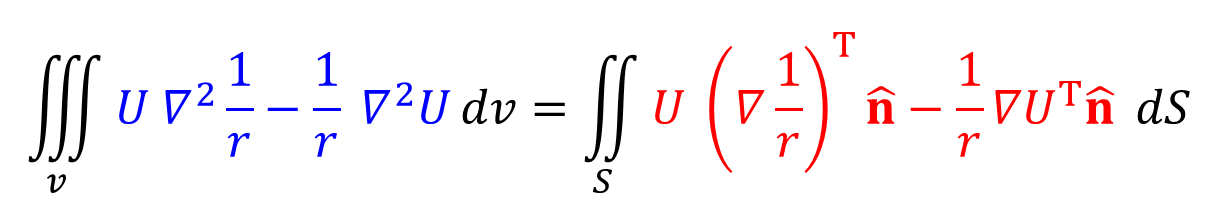 ∭_v U ∇² 1/r − 1/r ∇²U dv = ∬_S U (∇ 1/r)^T n̂ − 1/r ∇U^T n̂ dS